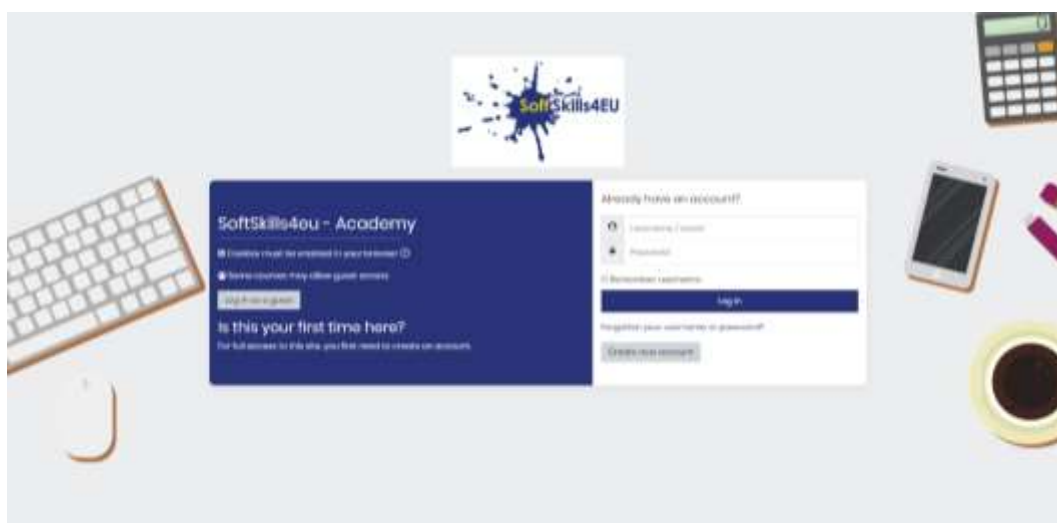 0
SoftSkills4EU
SoftSkills4eu - Academy
Cookies must be enabled in your browser
Some courses may allow guest access
Log in as a guest
Is this your first time here?
For full access to this site, you first need to create an account.
Already have an account?
Username / email
Password
Remember username
Log in
Forgotten your username or password?
Create new account